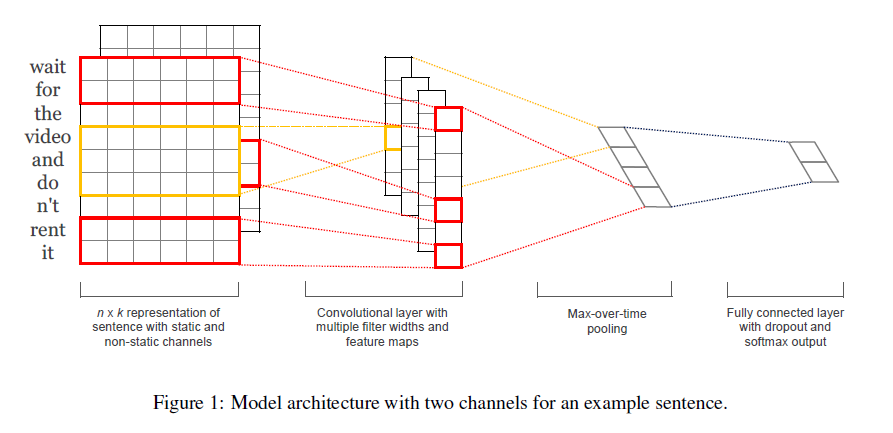 wait
for
the
video
and
do
n't
rent
it
n x k representation of
sentence with static and
non-static channels
Convolutional layer with
multiple filter widths and
feature maps
Max-over-time
pooling
Fully connected layer
with dropout and
softmax output
Figure 1: Model architecture with two channels for an example sentence.